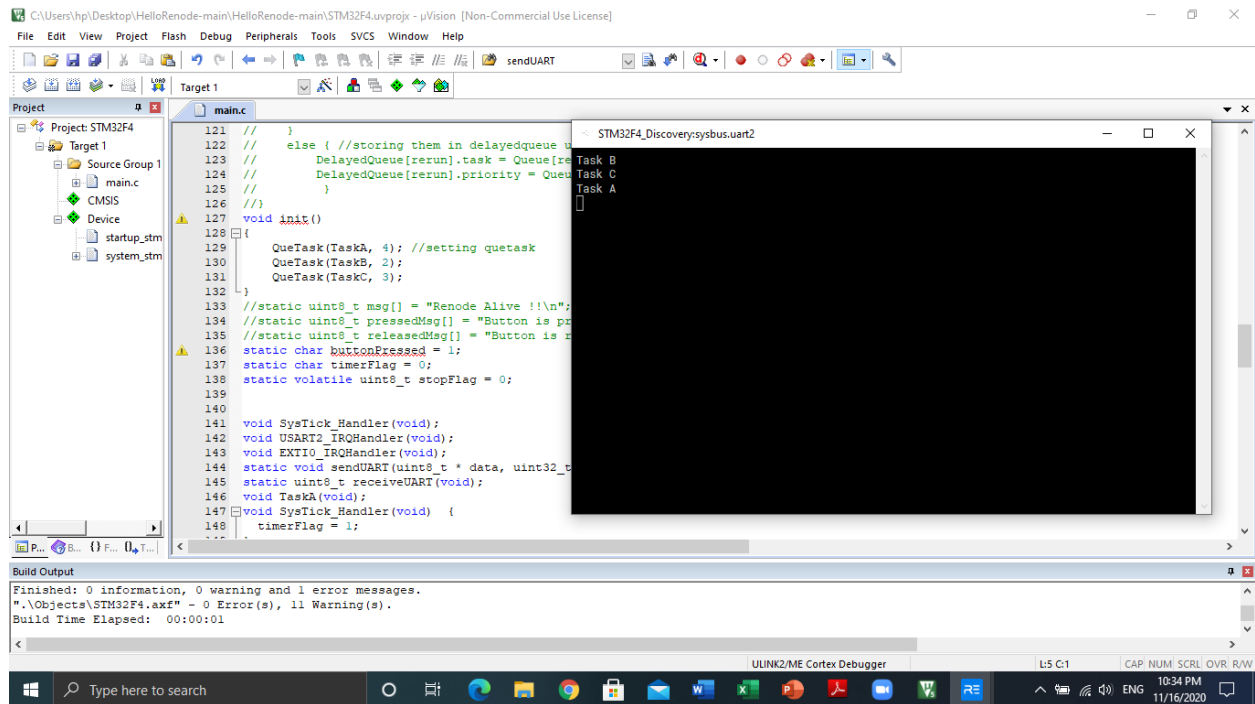 C:\Users\hp\Desktop\HelloRenode-main\HelloRenode-main\STM32F4.uvprojx - µVision [Non-Commercial Use License]
File Edit View Project Flash Debug Peripherals Tools SVCS Window Help
sendUART
Target 1
Project
Project: STM32F4
Target 1
Source Group 1
main.c
CMSIS
Device
startup_stm
system_stm
P... B... {} F... 0 T...
main.c
121 // }
122 // else { //storing them in delayedqueue u
123 // DelayedQueue[rerun].task = Queue[re
124 // DelayedQueue[rerun].priority = Queu
125 // }
126 //}
127 void init()
128 {
129 QueTask(TaskA, 4); //setting quetask
130 QueTask(TaskB, 2);
131 QueTask(TaskC, 3);
132 }
133 //static uint8_t msg[] = "Renode Alive !!\n";
134 //static uint8_t pressedMsg[] = "Button is pr
135 //static uint8_t releasedMsg[] = "Button is r
136 static char buttonPressed = 1;
137 static char timerFlag = 0;
138 static volatile uint8_t stopFlag = 0;
139
140
141 void SysTick_Handler(void);
142 void USART2_IRQHandler(void);
143 void EXTI0_IRQHandler(void);
144 static void sendUART(uint8_t * data, uint32_t
145 static uint8_t receiveUART(void);
146 void TaskA(void);
147 void SysTick_Handler(void) {
148 timerFlag = 1;
STM32F4_Discovery:sysbus.uart2
Task B
Task C
Task A
Build Output
Finished: 0 information, 0 warning and 1 error messages.
".\Objects\STM32F4.axf" - 0 Error(s), 11 Warning(s).
Build Time Elapsed: 00:00:01
ULINK2/ME Cortex Debugger L:5 C:1 CAP NUM SCRL OVR R/W
Type here to search
ENG
10:34 PM
11/16/2020